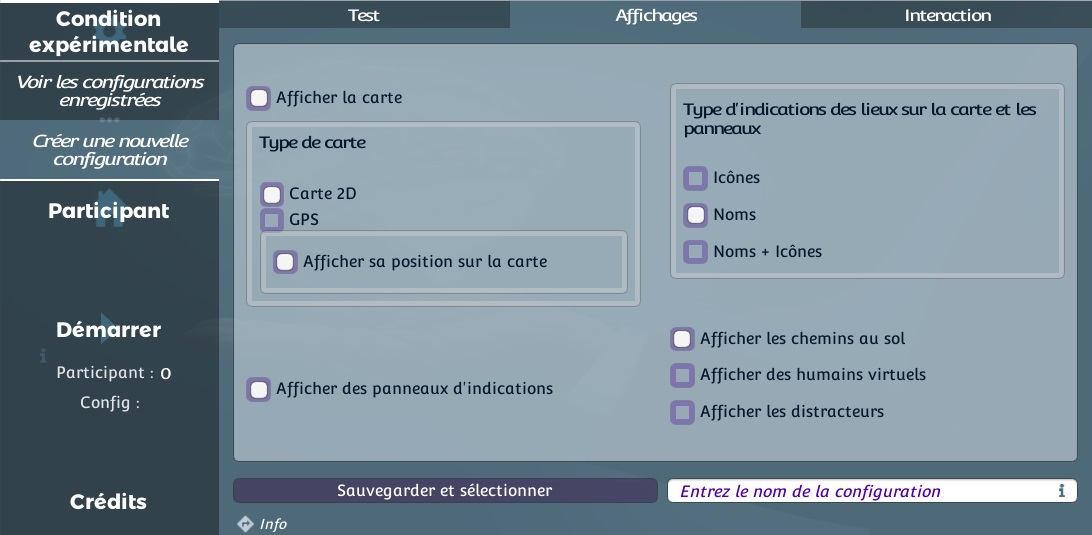 Condition
expérimentale
Voir les configurations
enregistrées
Créer une nouvelle
configuration
Participant
Démarrer
Participant : 0
Config :
Crédits
Test
Affichages
Interaction
Afficher la carte
Type de carte
Carte 2D
GPS
Afficher sa position sur la carte
Afficher des panneaux d'indications
Type d'indications des lieux sur la carte et les
panneaux
Icônes
Noms
Noms + Icônes
Afficher les chemins au sol
Afficher des humains virtuels
Afficher les distracteurs
Sauvegarder et sélectionner
Entrez le nom de la configuration
Info